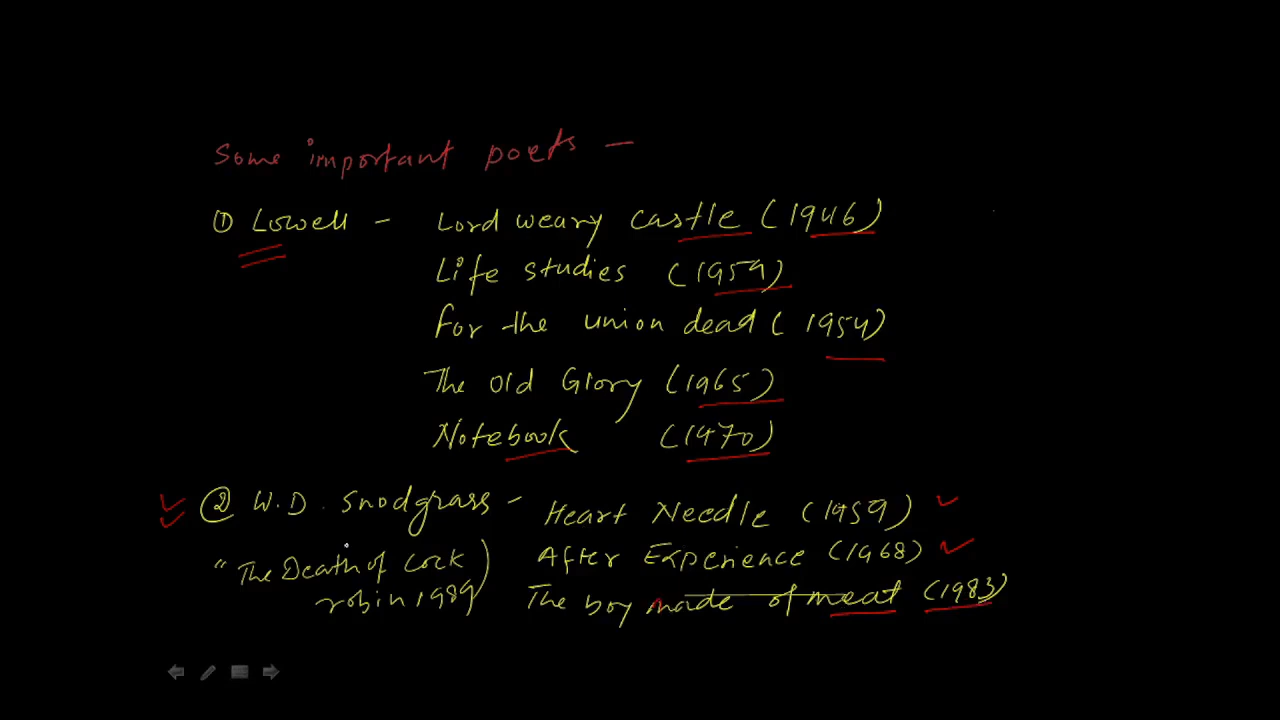 Some important poets —
① Lowell - Lord weary castle (1946)
Life studies (1959)
For the union dead (1954)
The Old Glory (1965)
Notebook (1970)
② W.D. Snodgrass - Heart Needle (1959)
"The Death of Cock robin 1989) After Experience (1968)
The boy made of meat (1983)